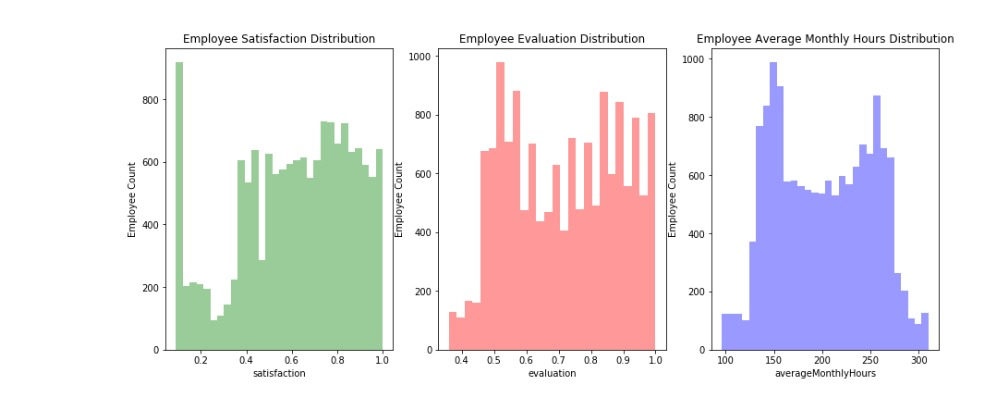 Employee Satisfaction Distribution
Employee Count
800
600
400
200
0
0.2 0.4 0.6 0.8 1.0
satisfaction
Employee Evaluation Distribution
Employee Count
1000
800
600
400
200
0
0.4 0.5 0.6 0.7 0.8 0.9 1.0
evaluation
Employee Average Monthly Hours Distribution
Employee Count
1000
800
600
400
200
0
100 150 200 250 300
averageMonthlyHours